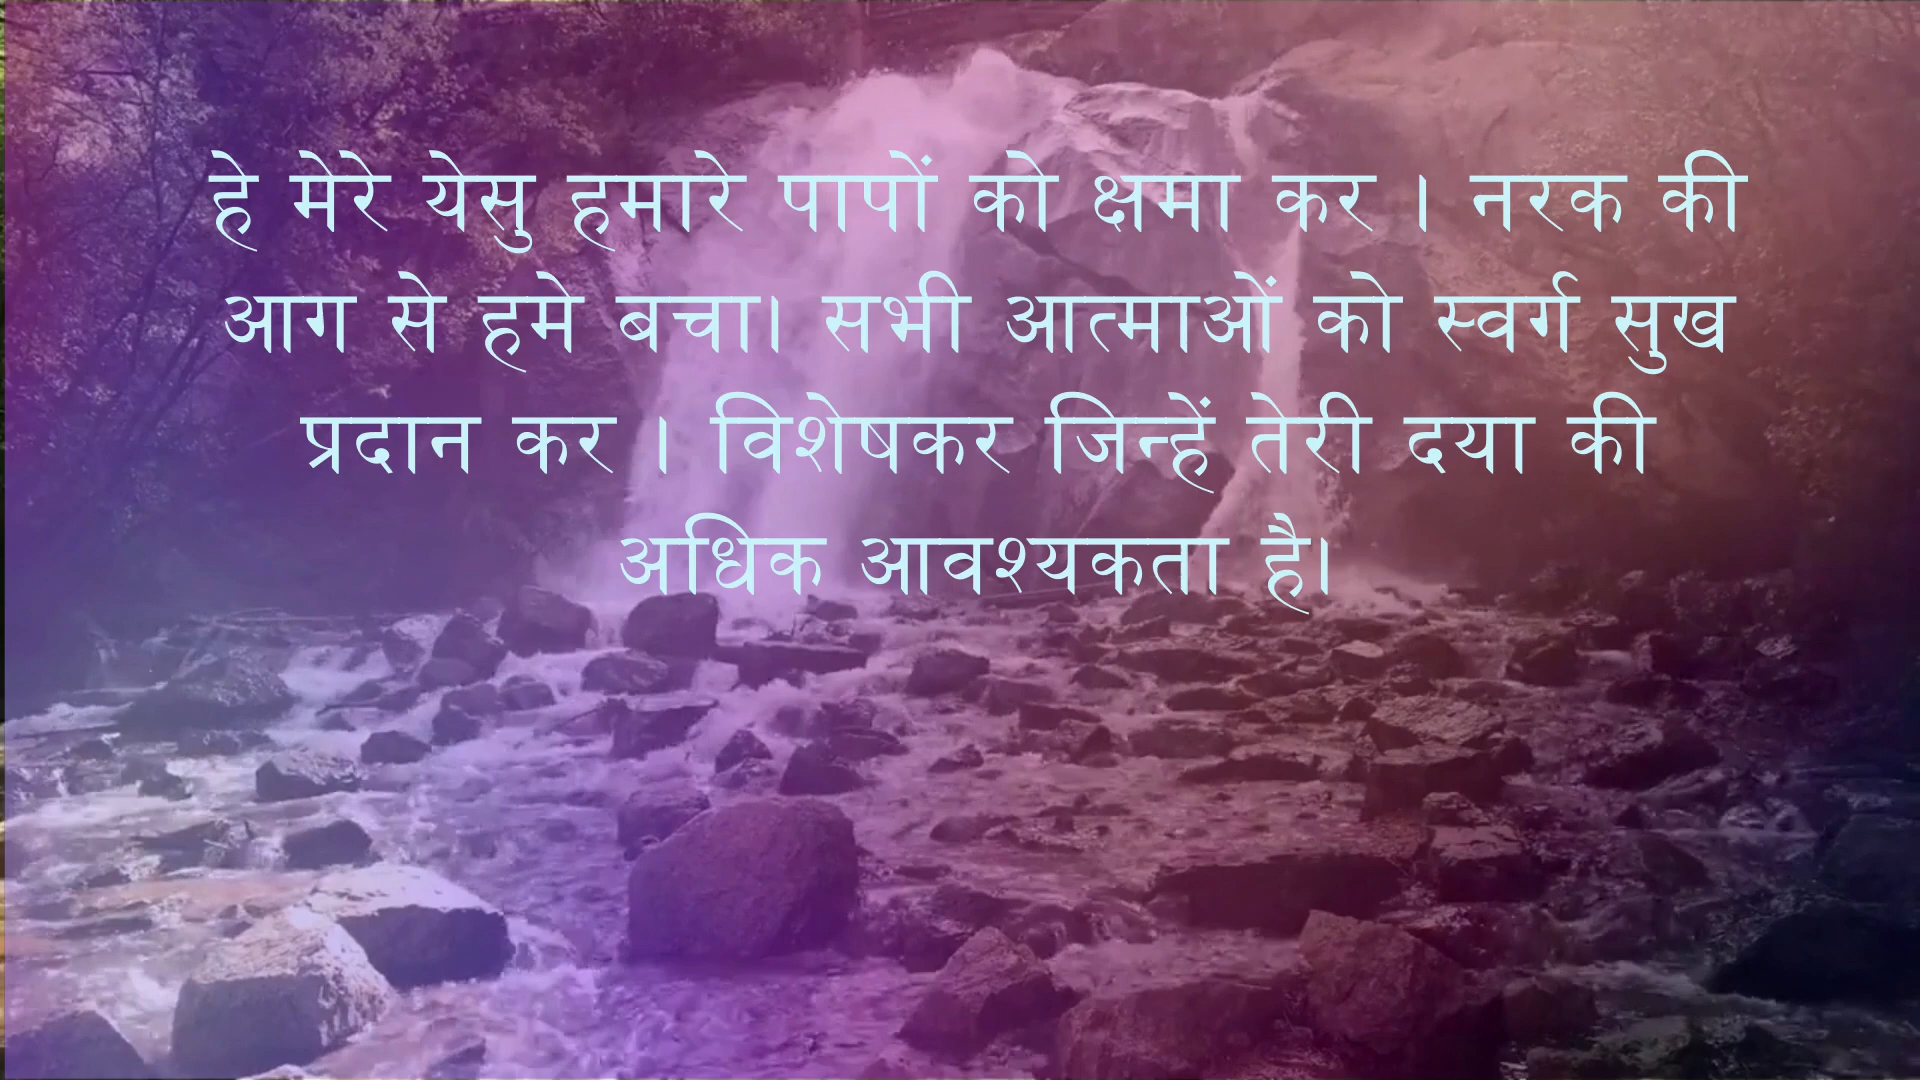 हे मेरे येसु हमारे पापों को क्षमा कर । नरक की
आग से हमे बचा। सभी आत्माओं को स्वर्ग सुख
प्रदान कर । विशेषकर जिन्हें तेरी दया की
अधिक आवश्यकता है।